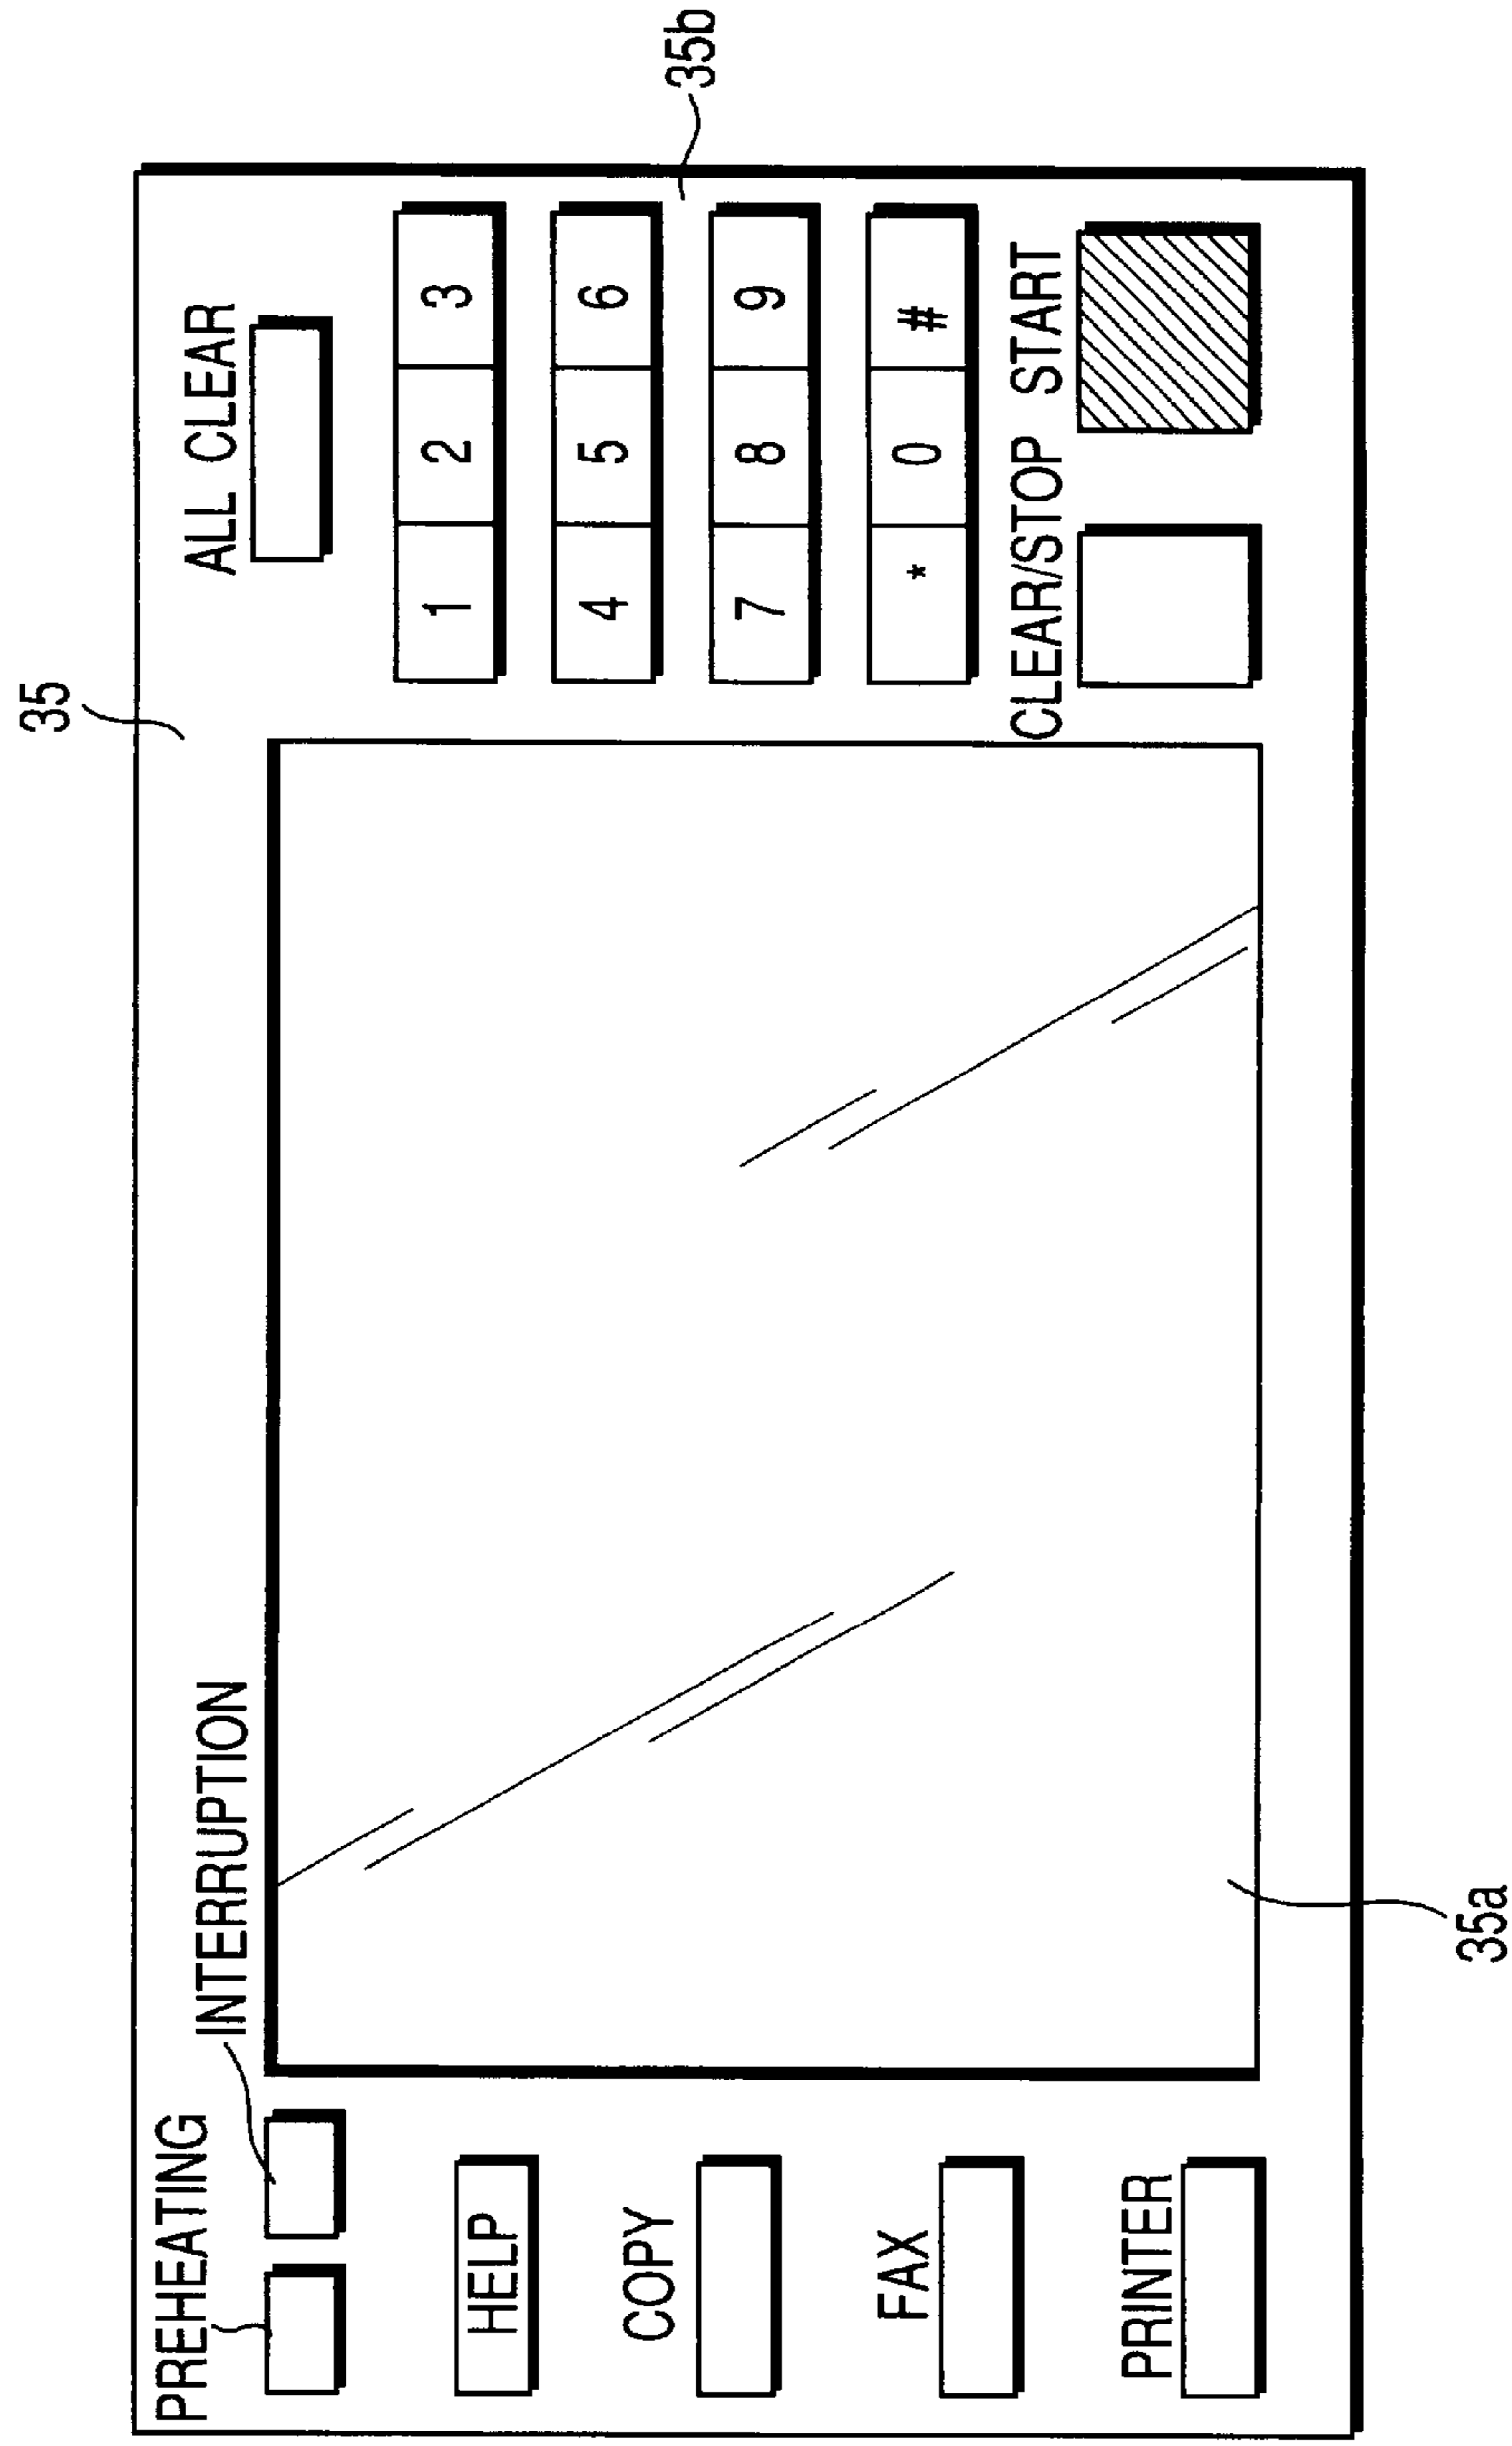 35
PREHEATING
INTERRUPTION
ALL CLEAR
HELP
COPY
FAX
PRINTER
1 2 3
4 5 6
7 8 9
* 0 #
35b
CLEAR/STOP START
35a